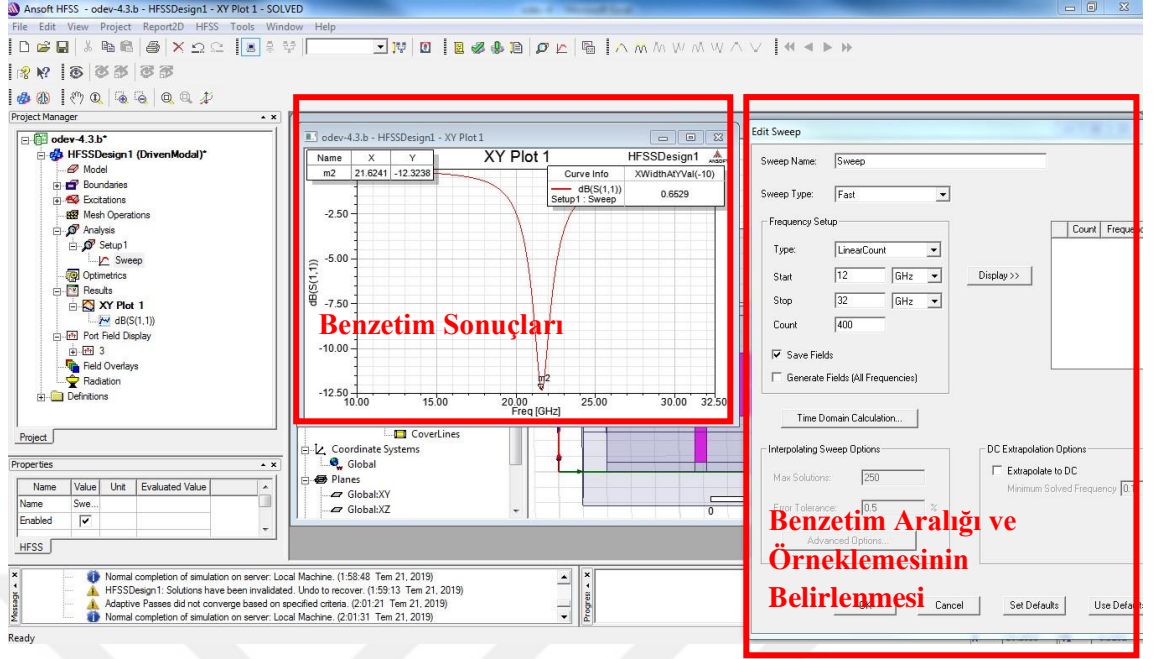 Ansoft HFSS - odev-4.3.b - HFSSDesign1 - XY Plot 1 - SOLVED
File Edit View Project Report2D HFSS Tools Window Help
Project Manager
odev-4.3.b*
HFSSDesign1 (DrivenModal)*
Model
Boundaries
Excitations
Mesh Operations
Analysis
Setup1
Sweep
Optimetrics
Results
XY Plot 1
dB(S(1,1))
Port Field Display
3
Field Overlays
Radiation
Definitions
Project
Properties
Name Value Unit Evaluated Value
Name Swe...
Enabled
HFSS
odev-4.3.b - HFSSDesign1 - XY Plot 1
XY Plot 1
HFSSDesign1
ANSOFT
Name X Y
m2 21.6241 -12.3238
Curve Info XWidthAtYVal(-10)
dB(S(1,1))
Setup1 : Sweep
0.6529
-2.50
-5.00
-7.50
-10.00
-12.50
dB(S(1,1))
m2
10.00 15.00 20.00 25.00 30.00 32.50
Freq [GHz]
Benzetim Sonuçları
CoverLines
Coordinate Systems
Global
Planes
Global:XY
Global:XZ
0
Edit Sweep
Sweep Name: Sweep
Sweep Type: Fast
Frequency Setup
Type: LinearCount
Start 12 GHz
Stop 32 GHz
Count 400
Display >>
Count
Save Fields
Generate Fields (All Frequencies)
Time Domain Calculation...
Interpolating Sweep Options
Max Solutions: 250
Error Tolerance: 0.5 %
Advanced Options...
DC Extrapolation Options
Extrapolate to DC
Minimum Solved Frequency
Benzetim Aralığı ve
Örneklemesinin
Belirlenmesi
Cancel Set Defaults Use
Message
Normal completion of simulation on server: Local Machine. (1:58:48 Tem 21, 2019)
HFSSDesign1: Solutions have been invalidated. Undo to recover. (1:59:13 Tem 21, 2019)
Adaptive Passes did not converge based on specified criteria. (2:01:21 Tem 21, 2019)
Normal completion of simulation on server: Local Machine. (2:01:31 Tem 21, 2019)
Ready